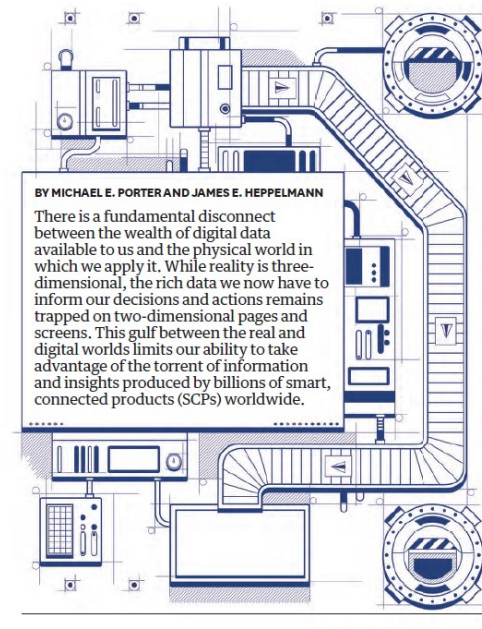 BY MICHAEL E. PORTER AND JAMES E. HEPPELMANN
There is a fundamental disconnect
between the wealth of digital data
available to us and the physical world in
which we apply it. While reality is three-
dimensional, the rich data we now have to
inform our decisions and actions remains
trapped on two-dimensional pages and
screens. This gulf between the real and
digital worlds limits our ability to take
advantage of the torrent of information
and insights produced by billions of smart,
connected products (SCPs) worldwide.